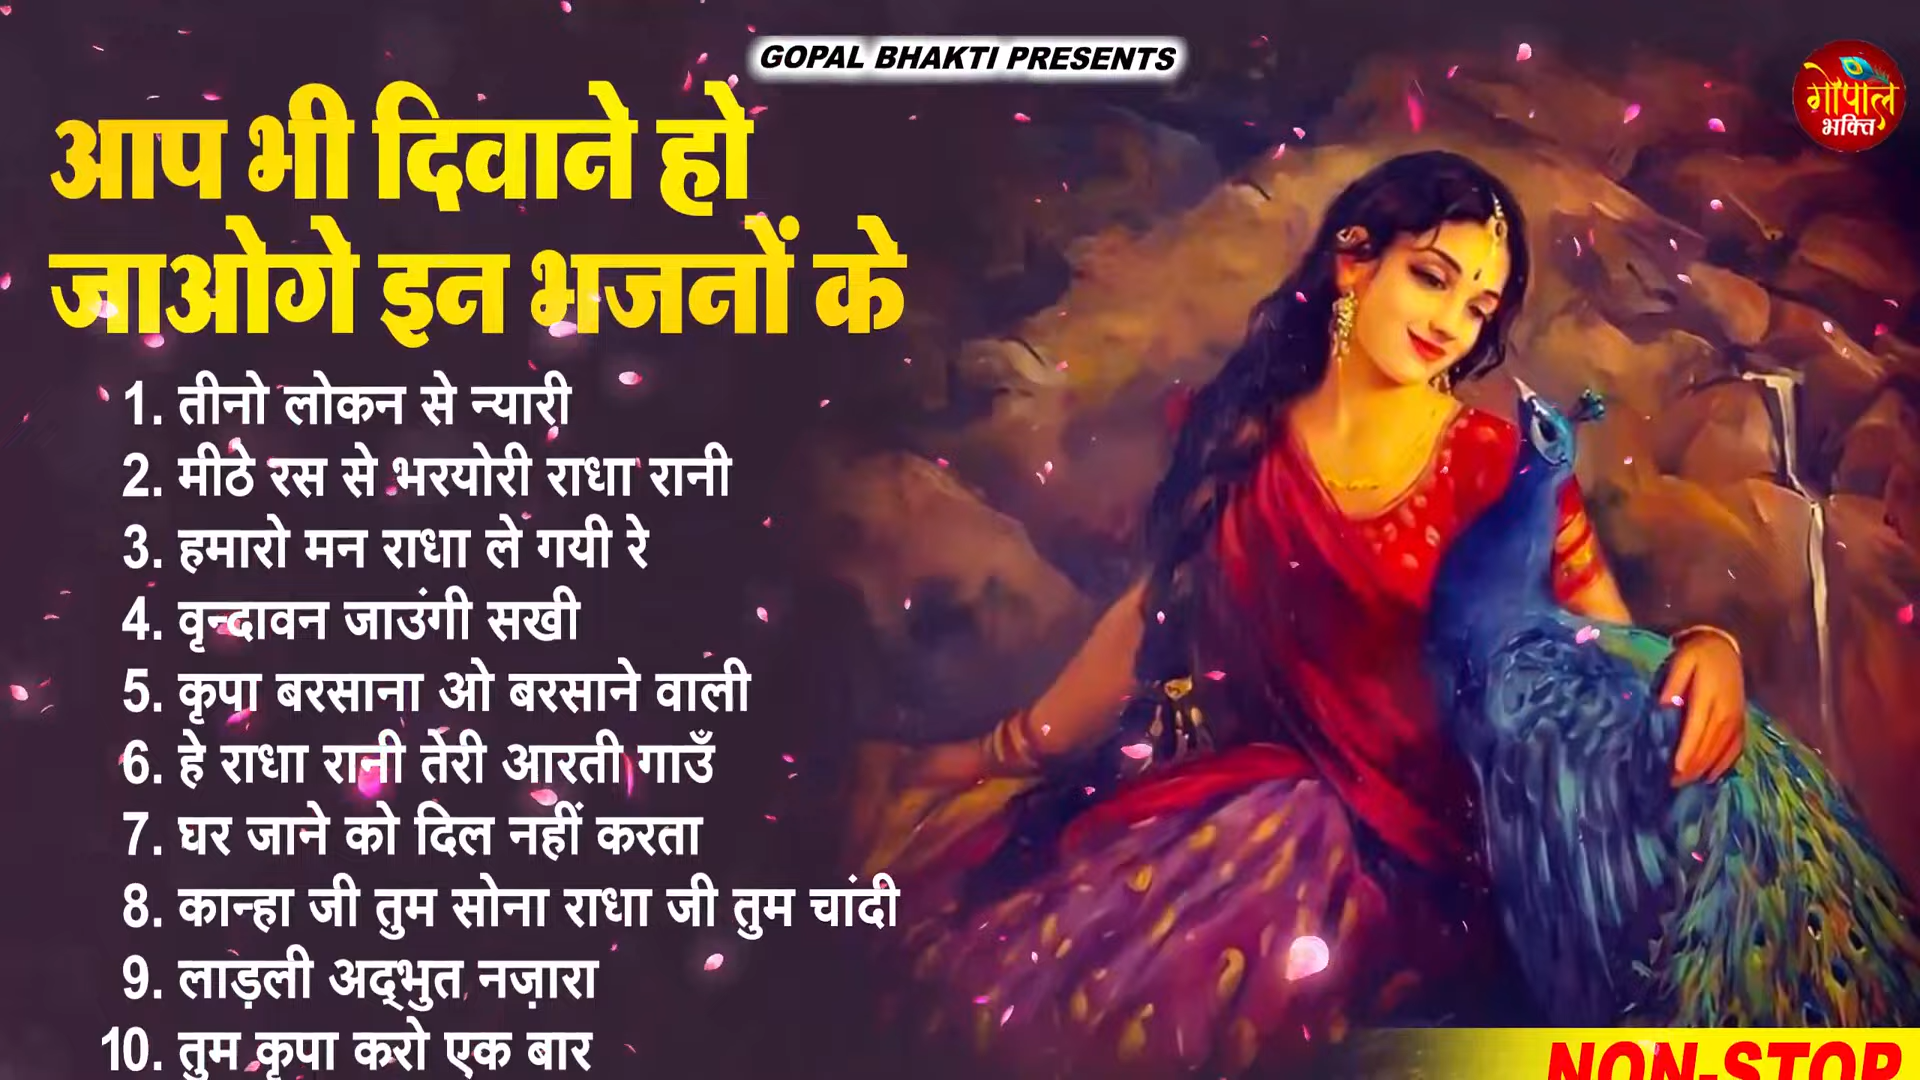 GOPAL BHAKTI PRESENTS
गोपाल
भक्ति
आप भी दिवाने हो
जाओगे इन भजनों के
1. तीनो लोकन से न्यारी
2. मीठे रस से भरयोरी राधा रानी
3. हमारो मन राधा ले गयी रे
4. वृन्दावन जाउंगी सखी
5. कृपा बरसाना ओ बरसाने वाली
6. हे राधा रानी तेरी आरती गाउँ
7. घर जाने को दिल नहीं करता
8. कान्हा जी तुम सोना राधा जी तुम चांदी
9. लाड़ली अद्‌भुत नज़ारा
10. तुम कृपा करो एक बार
NON-STOP